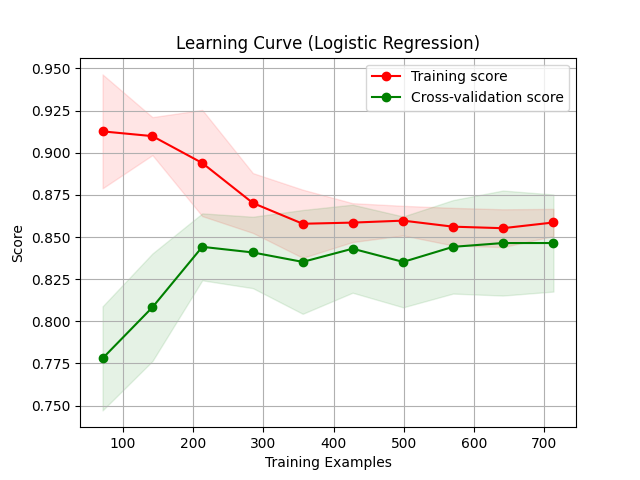 Learning Curve (Logistic Regression)
Training score
Cross-validation score
Score
0.950
0.925
0.900
0.875
0.850
0.825
0.800
0.775
0.750
100 200 300 400 500 600 700
Training Examples